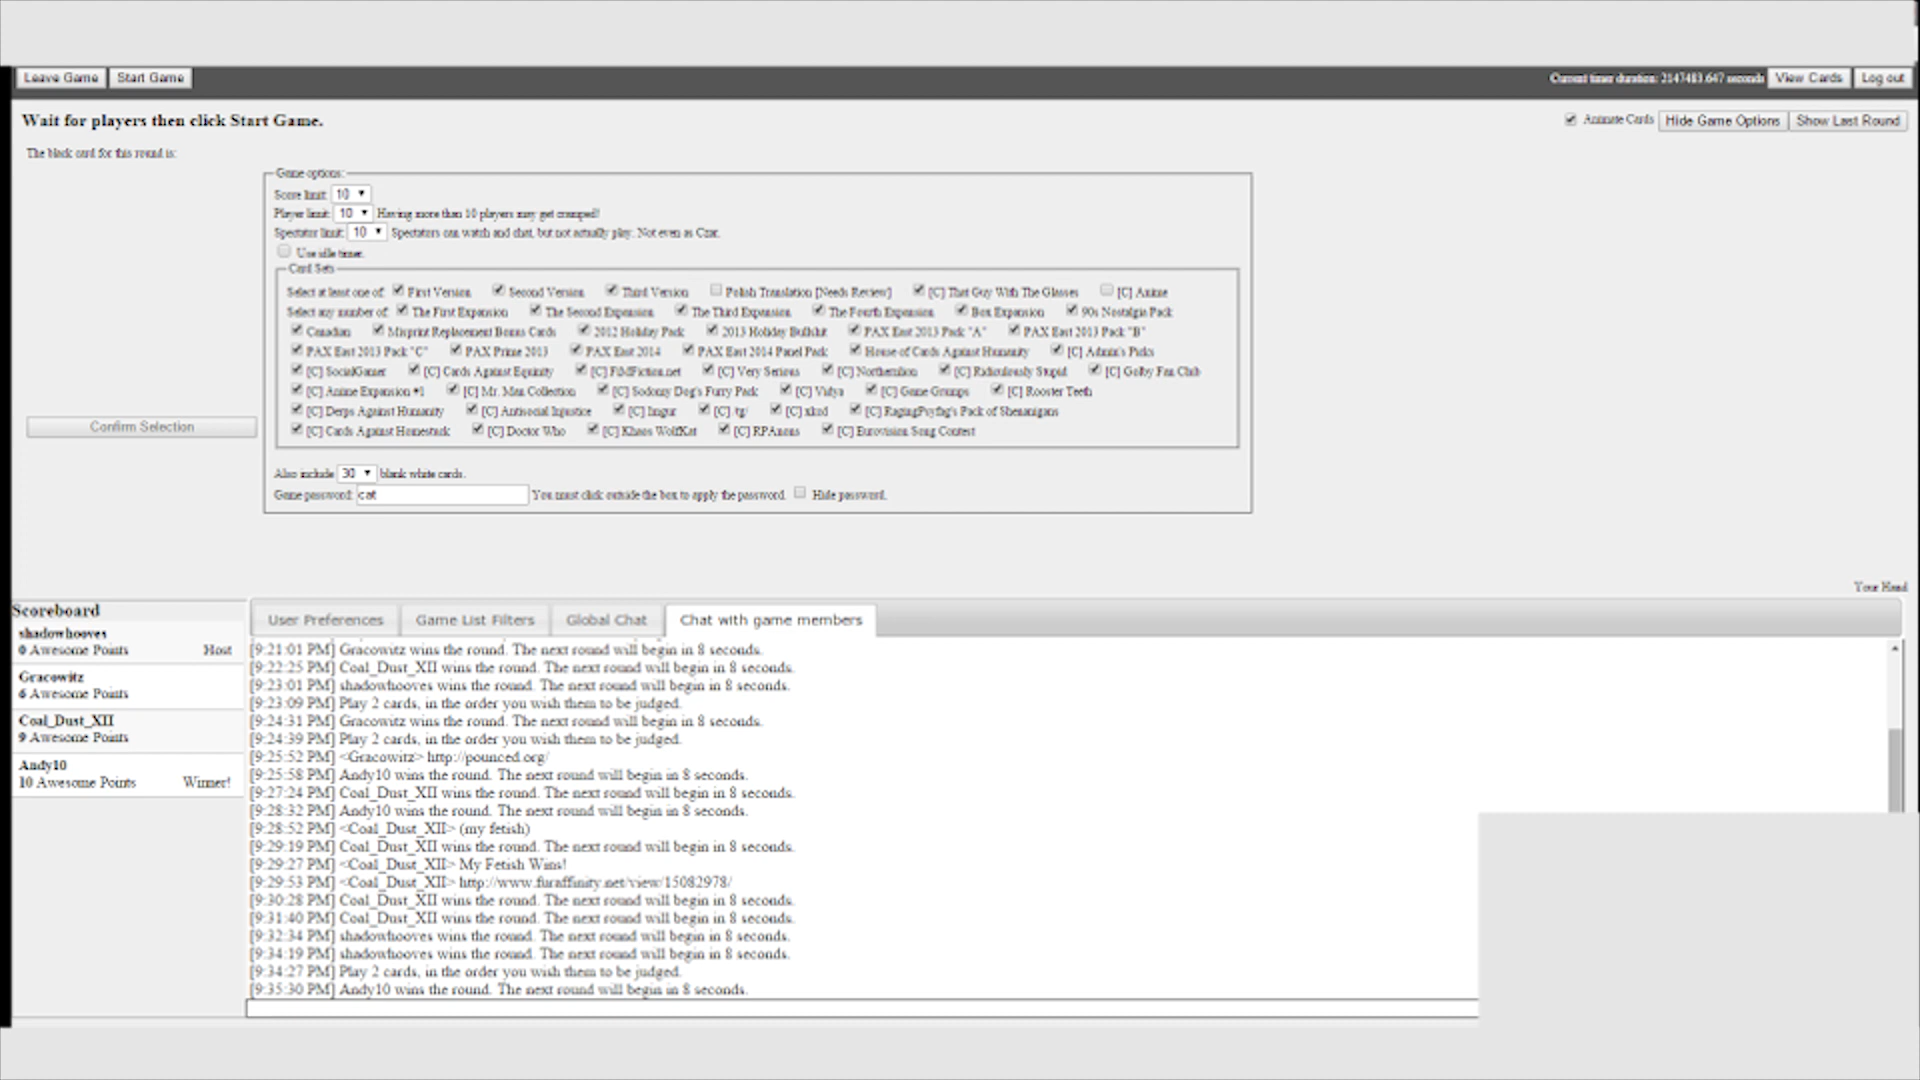 Leave Game Start Game Current timer duration: 2147483.647 seconds View Cards Log out
Wait for players then click Start Game. Animate Cards Hide Game Options Show Last Round
The black card for this round is:
Game options:
Score limit: 10
Player limit: 10 Having more than 10 players may get cramped!
Spectator limit: 10 Spectators can watch and chat, but not actually play. Not even as Czar.
Use idle timer.
Card Sets
Select at least one of: First Version Second Version Third Version Polish Translation [Needs Review] [C] That Guy With The Glasses [C] Anime
Select any number of: The First Expansion The Second Expansion The Third Expansion The Fourth Expansion Box Expansion 90s Nostalgia Pack
Canadian Misprint Replacement Bonus Cards 2012 Holiday Pack 2013 Holiday Bullshit PAX East 2013 Pack "A" PAX East 2013 Pack "B"
PAX East 2013 Pack "C" PAX Prime 2013 PAX East 2014 PAX East 2014 Panel Pack House of Cards Against Humanity [C] Admin's Picks
[C] SocialGamer [C] Cards Against Equinity [C] FiMFiction.net [C] Very Serious [C] Northernlion [C] Ridiculously Stupid [C] Golby Fan Club
[C] Anime Expansion #1 [C] Mr. Man Collection [C] Sodomy Dog's Furry Pack [C] Vidya [C] Game Grumps [C] Rooster Teeth
[C] Derps Against Humanity [C] Antisocial Injustice [C] Imgur [C] /tg/ [C] xkcd [C] RagingPsyfag's Pack of Shenanigans
Confirm Selection
[C] Cards Against Homestuck [C] Doctor Who [C] Khaos WolfKat [C] RPAnons [C] Eurovision Song Contest
Also include 30 blank white cards.
Game password: cat You must click outside the box to apply the password. Hide password.
Your Hand
Scoreboard
shadowhooves
0 Awesome Points Host
Gracowitz
6 Awesome Points
Coal_Dust_XII
9 Awesome Points
Andy10
10 Awesome Points Winner!
User Preferences Game List Filters Global Chat Chat with game members
[9:21:01 PM] Gracowitz wins the round. The next round will begin in 8 seconds.
[9:22:25 PM] Coal_Dust_XII wins the round. The next round will begin in 8 seconds.
[9:23:01 PM] shadowhooves wins the round. The next round will begin in 8 seconds.
[9:23:09 PM] Play 2 cards, in the order you wish them to be judged.
[9:24:31 PM] Gracowitz wins the round. The next round will begin in 8 seconds.
[9:24:39 PM] Play 2 cards, in the order you wish them to be judged.
[9:25:52 PM] <Gracowitz> http://pounced.org/
[9:25:58 PM] Andy10 wins the round. The next round will begin in 8 seconds.
[9:27:24 PM] Coal_Dust_XII wins the round. The next round will begin in 8 seconds.
[9:28:32 PM] Andy10 wins the round. The next round will begin in 8 seconds.
[9:28:52 PM] <Coal_Dust_XII> (my fetish)
[9:29:19 PM] Coal_Dust_XII wins the round. The next round will begin in 8 seconds.
[9:29:27 PM] <Coal_Dust_XII> My Fetish Wins!
[9:29:53 PM] <Coal_Dust_XII> http://www.furaffinity.net/view/15082978/
[9:30:28 PM] Coal_Dust_XII wins the round. The next round will begin in 8 seconds.
[9:31:40 PM] Coal_Dust_XII wins the round. The next round will begin in 8 seconds.
[9:32:34 PM] shadowhooves wins the round. The next round will begin in 8 seconds.
[9:34:19 PM] shadowhooves wins the round. The next round will begin in 8 seconds.
[9:34:27 PM] Play 2 cards, in the order you wish them to be judged.
[9:35:30 PM] Andy10 wins the round. The next round will begin in 8 seconds.